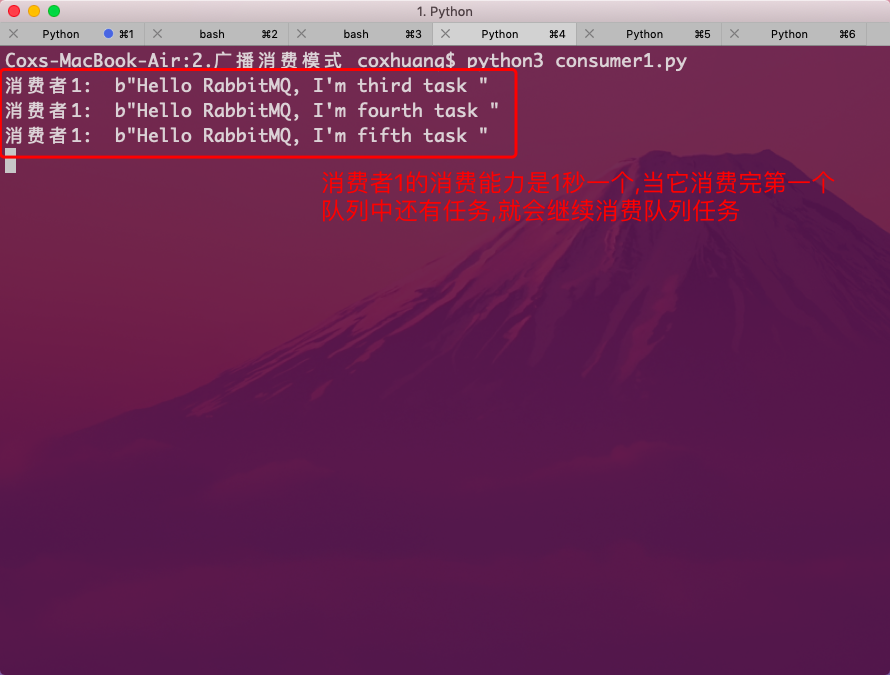 1. Python
Python ⌘1 bash ⌘2 bash ⌘3 Python ⌘4 Python ⌘5 Python ⌘6
Coxs-MacBook-Air:2.广播消费模式 coxhuang$ python3 consumer1.py
消费者1: b"Hello RabbitMQ, I'm third task "
消费者1: b"Hello RabbitMQ, I'm fourth task "
消费者1: b"Hello RabbitMQ, I'm fifth task "
消费者1的消费能力是1秒一个,当它消费完第一个
队列中还有任务,就会继续消费队列任务